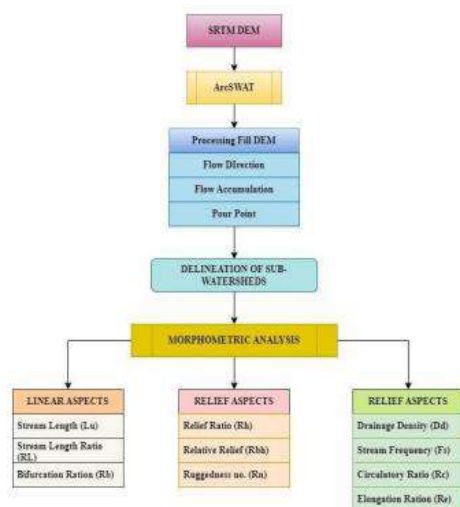 SRTM DEM
ArcSWAT
Processing Fill DEM
Flow DIrection
Flow Accumulation
Pour Point
DELINEATION OF SUB-
WATERSHEDS
MORPHOMETRIC ANALYSIS
LINEAR ASPECTS
Stream Length (Lu)
Stream Length Ratio
(RL)
Bifurcation Ration (Rb)
RELIEF ASPECTS
Relief Ratio (Rh)
Relative Relief (Rbh)
Ruggedness no. (Rn)
RELIEF ASPECTS
Drainage Density (Dd)
Stream Frequency (Fs)
Circulatory Ratio (Rc)
Elongation Ration (Re)